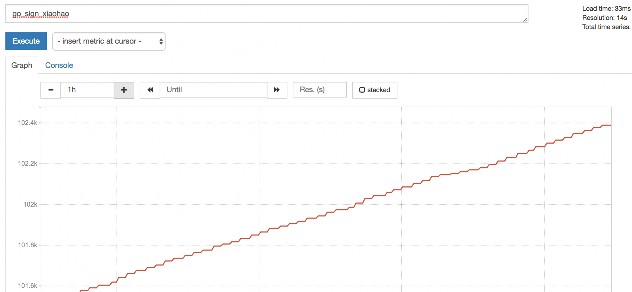 go_sign_xiaohao
Load time: 33ms
Resolution: 14s
Total time series:
Execute
- insert metric at cursor -
Graph Console
- 1h + Until Res. (s) stacked
102.4k
102.2k
102k
101.8k
101.6k